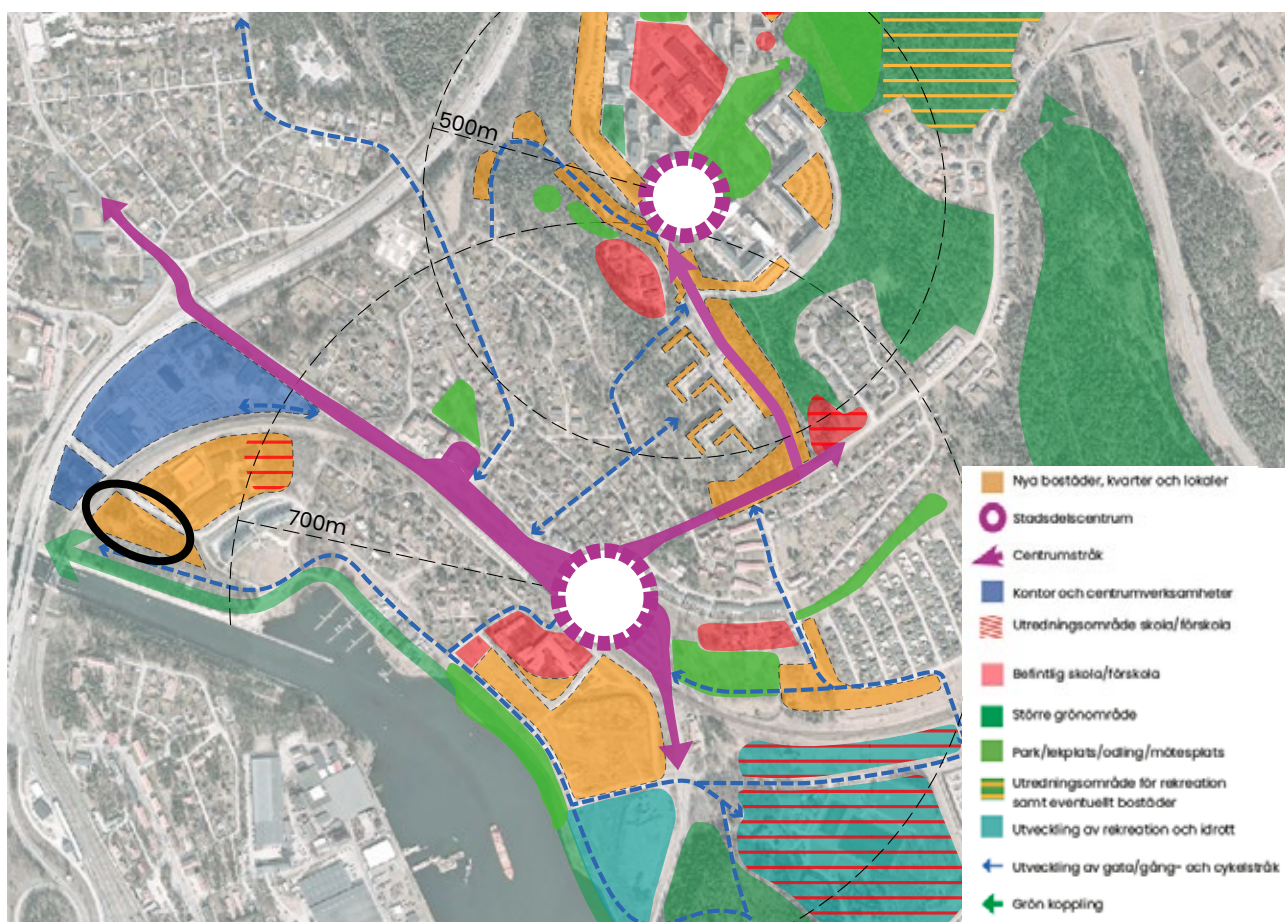 500m
700m
Nya bostäder, kvarter och lokaler
Stadsdelscentrum
Centrumstråk
Kontor och centrumverksamheter
Utredningsområde skola/förskola
Befintlig skola/förskola
Större grönområde
Park/lekplats/odling/mötesplats
Utredningsområde för rekreation
samt eventuellt bostäder
Utveckling av rekreation och idrott
Utveckling av gata/gång- och cykelstråk
Grön koppling